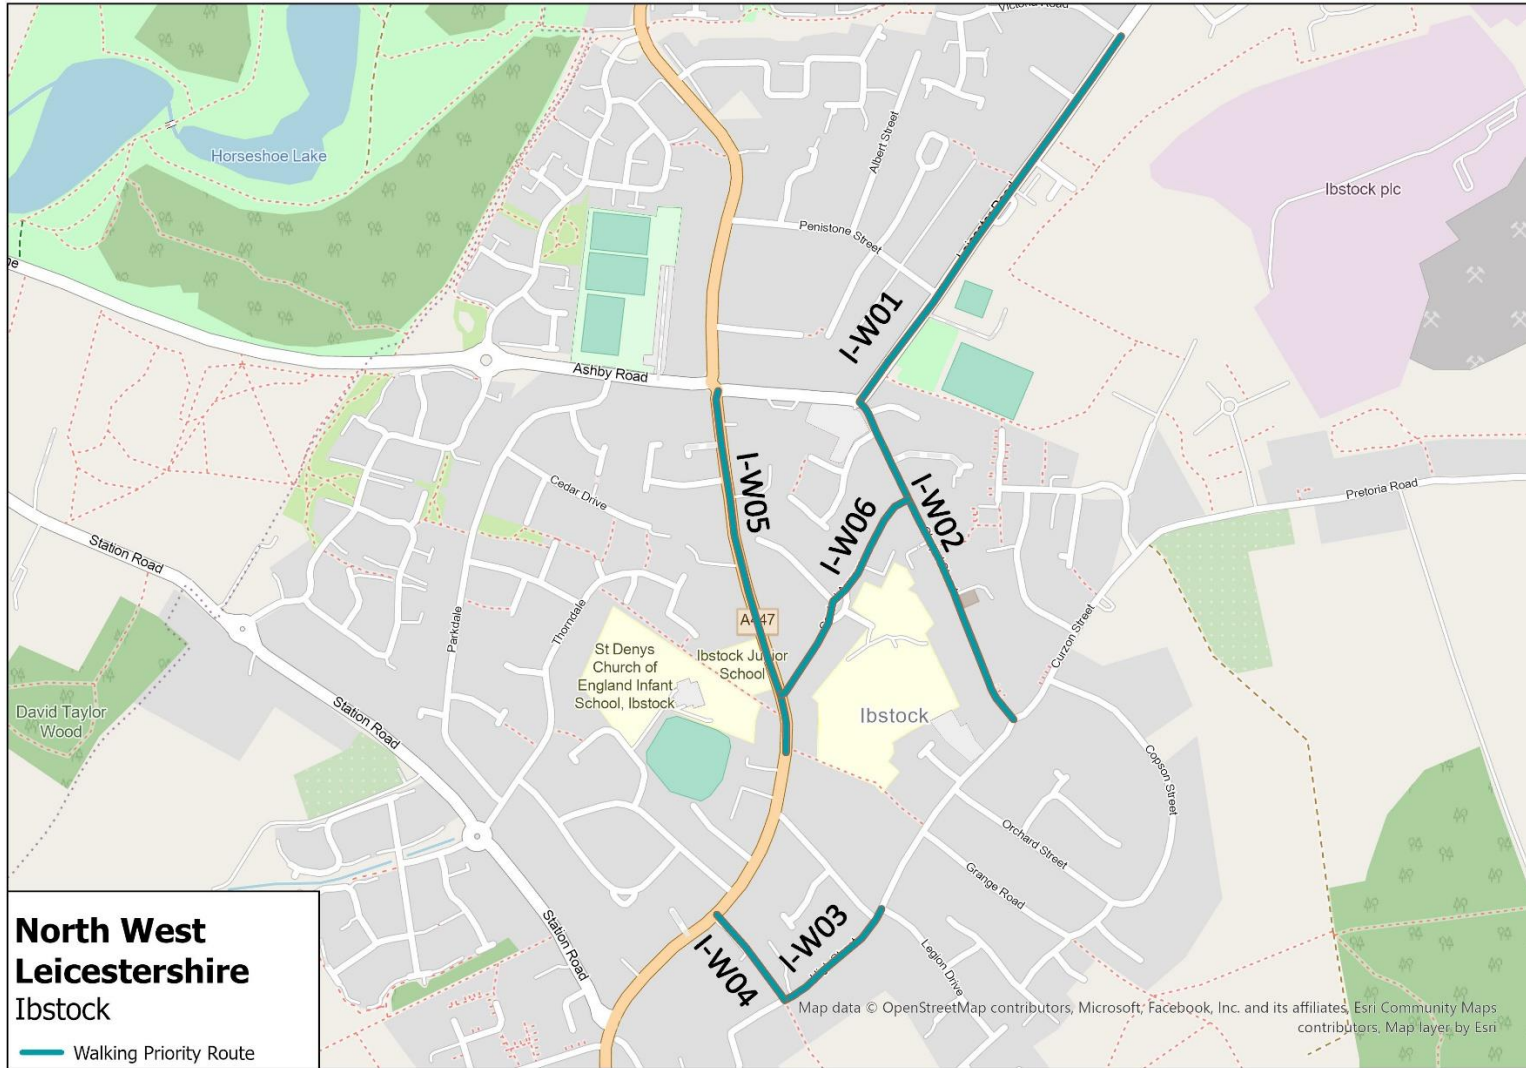 Victoria Road
Horseshoe Lake
Albert Street
Ibstock plc
Penistone Street
I-W01
Ashby Road
I-W05
I-W06
I-W02
Cedar Drive
Pretoria Road
Station Road
Parkdale
Thorndale
A447
Curzon Street
St Denys
Church of
England Infant
School, Ibstock
Ibstock Junior
School
Ibstock
David Taylor
Wood
Station Road
Copson Street
Orchard Street
Grange Road
Station Road
I-W04
I-W03
Legion Drive
North West
Leicestershire
Ibstock
Walking Priority Route
Map data © OpenStreetMap contributors, Microsoft, Facebook, Inc. and its affiliates, Esri Community Maps
contributors, Map layer by Esri